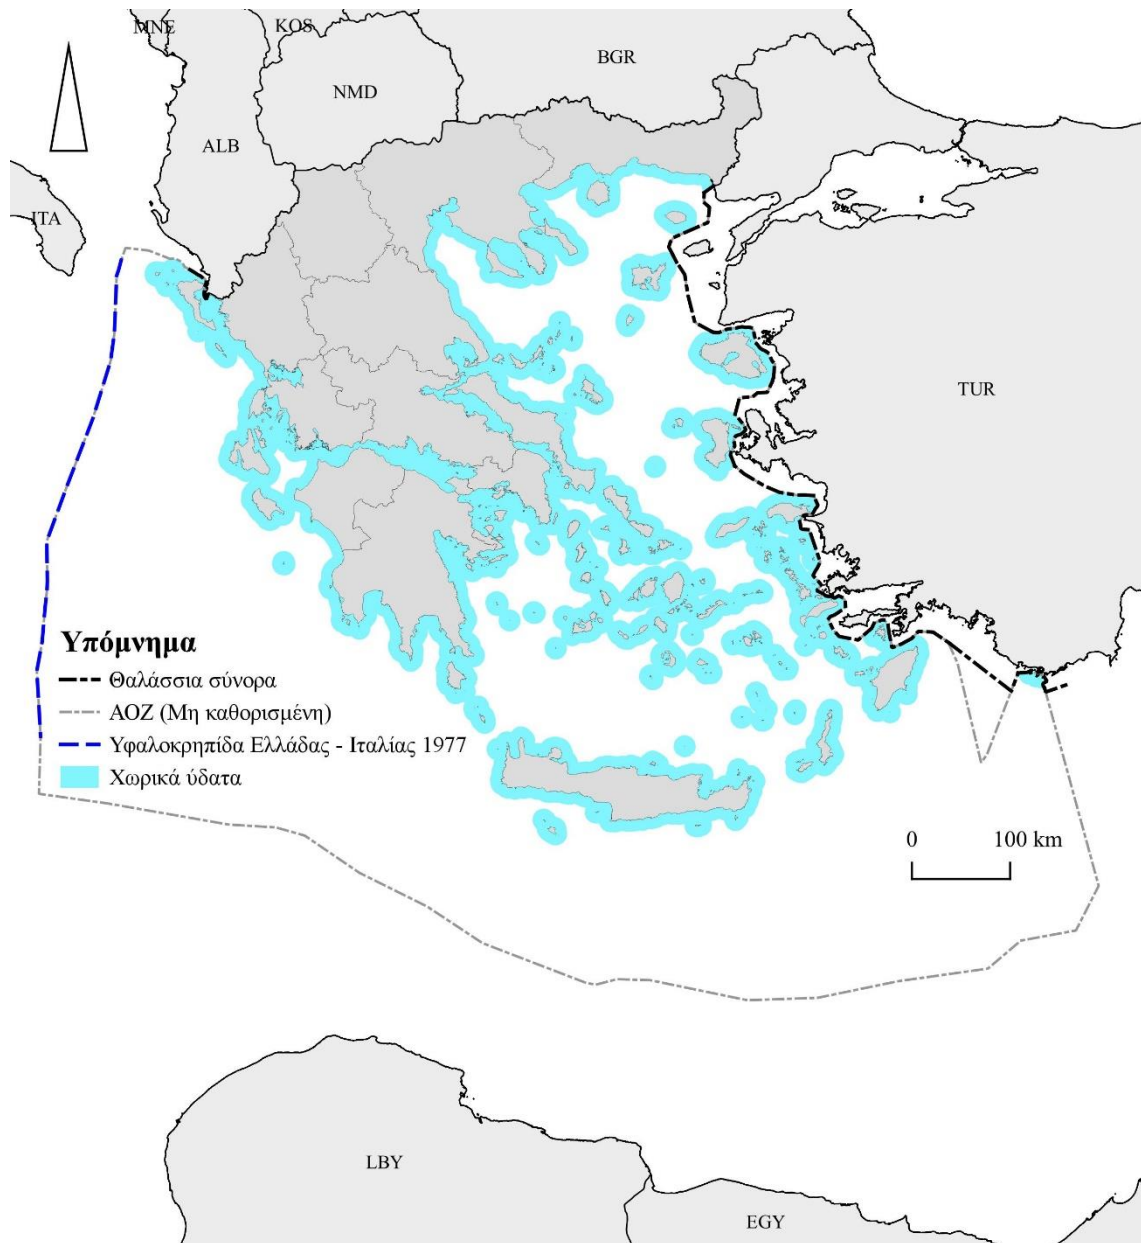 MNE
KOS
BGR
NMD
ALB
ITA
TUR
Υπόμνημα
Θαλάσσια σύνορα
ΑΟΖ (Μη καθορισμένη)
Υφαλοκρηπίδα Ελλάδας - Ιταλίας 1977
Χωρικά ύδατα
0 100 km
LBY
EGY